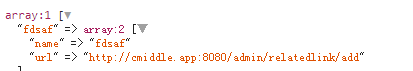 array:1 [▼
  "fdsaf" => array:2 [▼
    "name" => "fdsaf"
    "url" => "http://cmiddle.app:8080/admin/relatedlink/add"
  ]